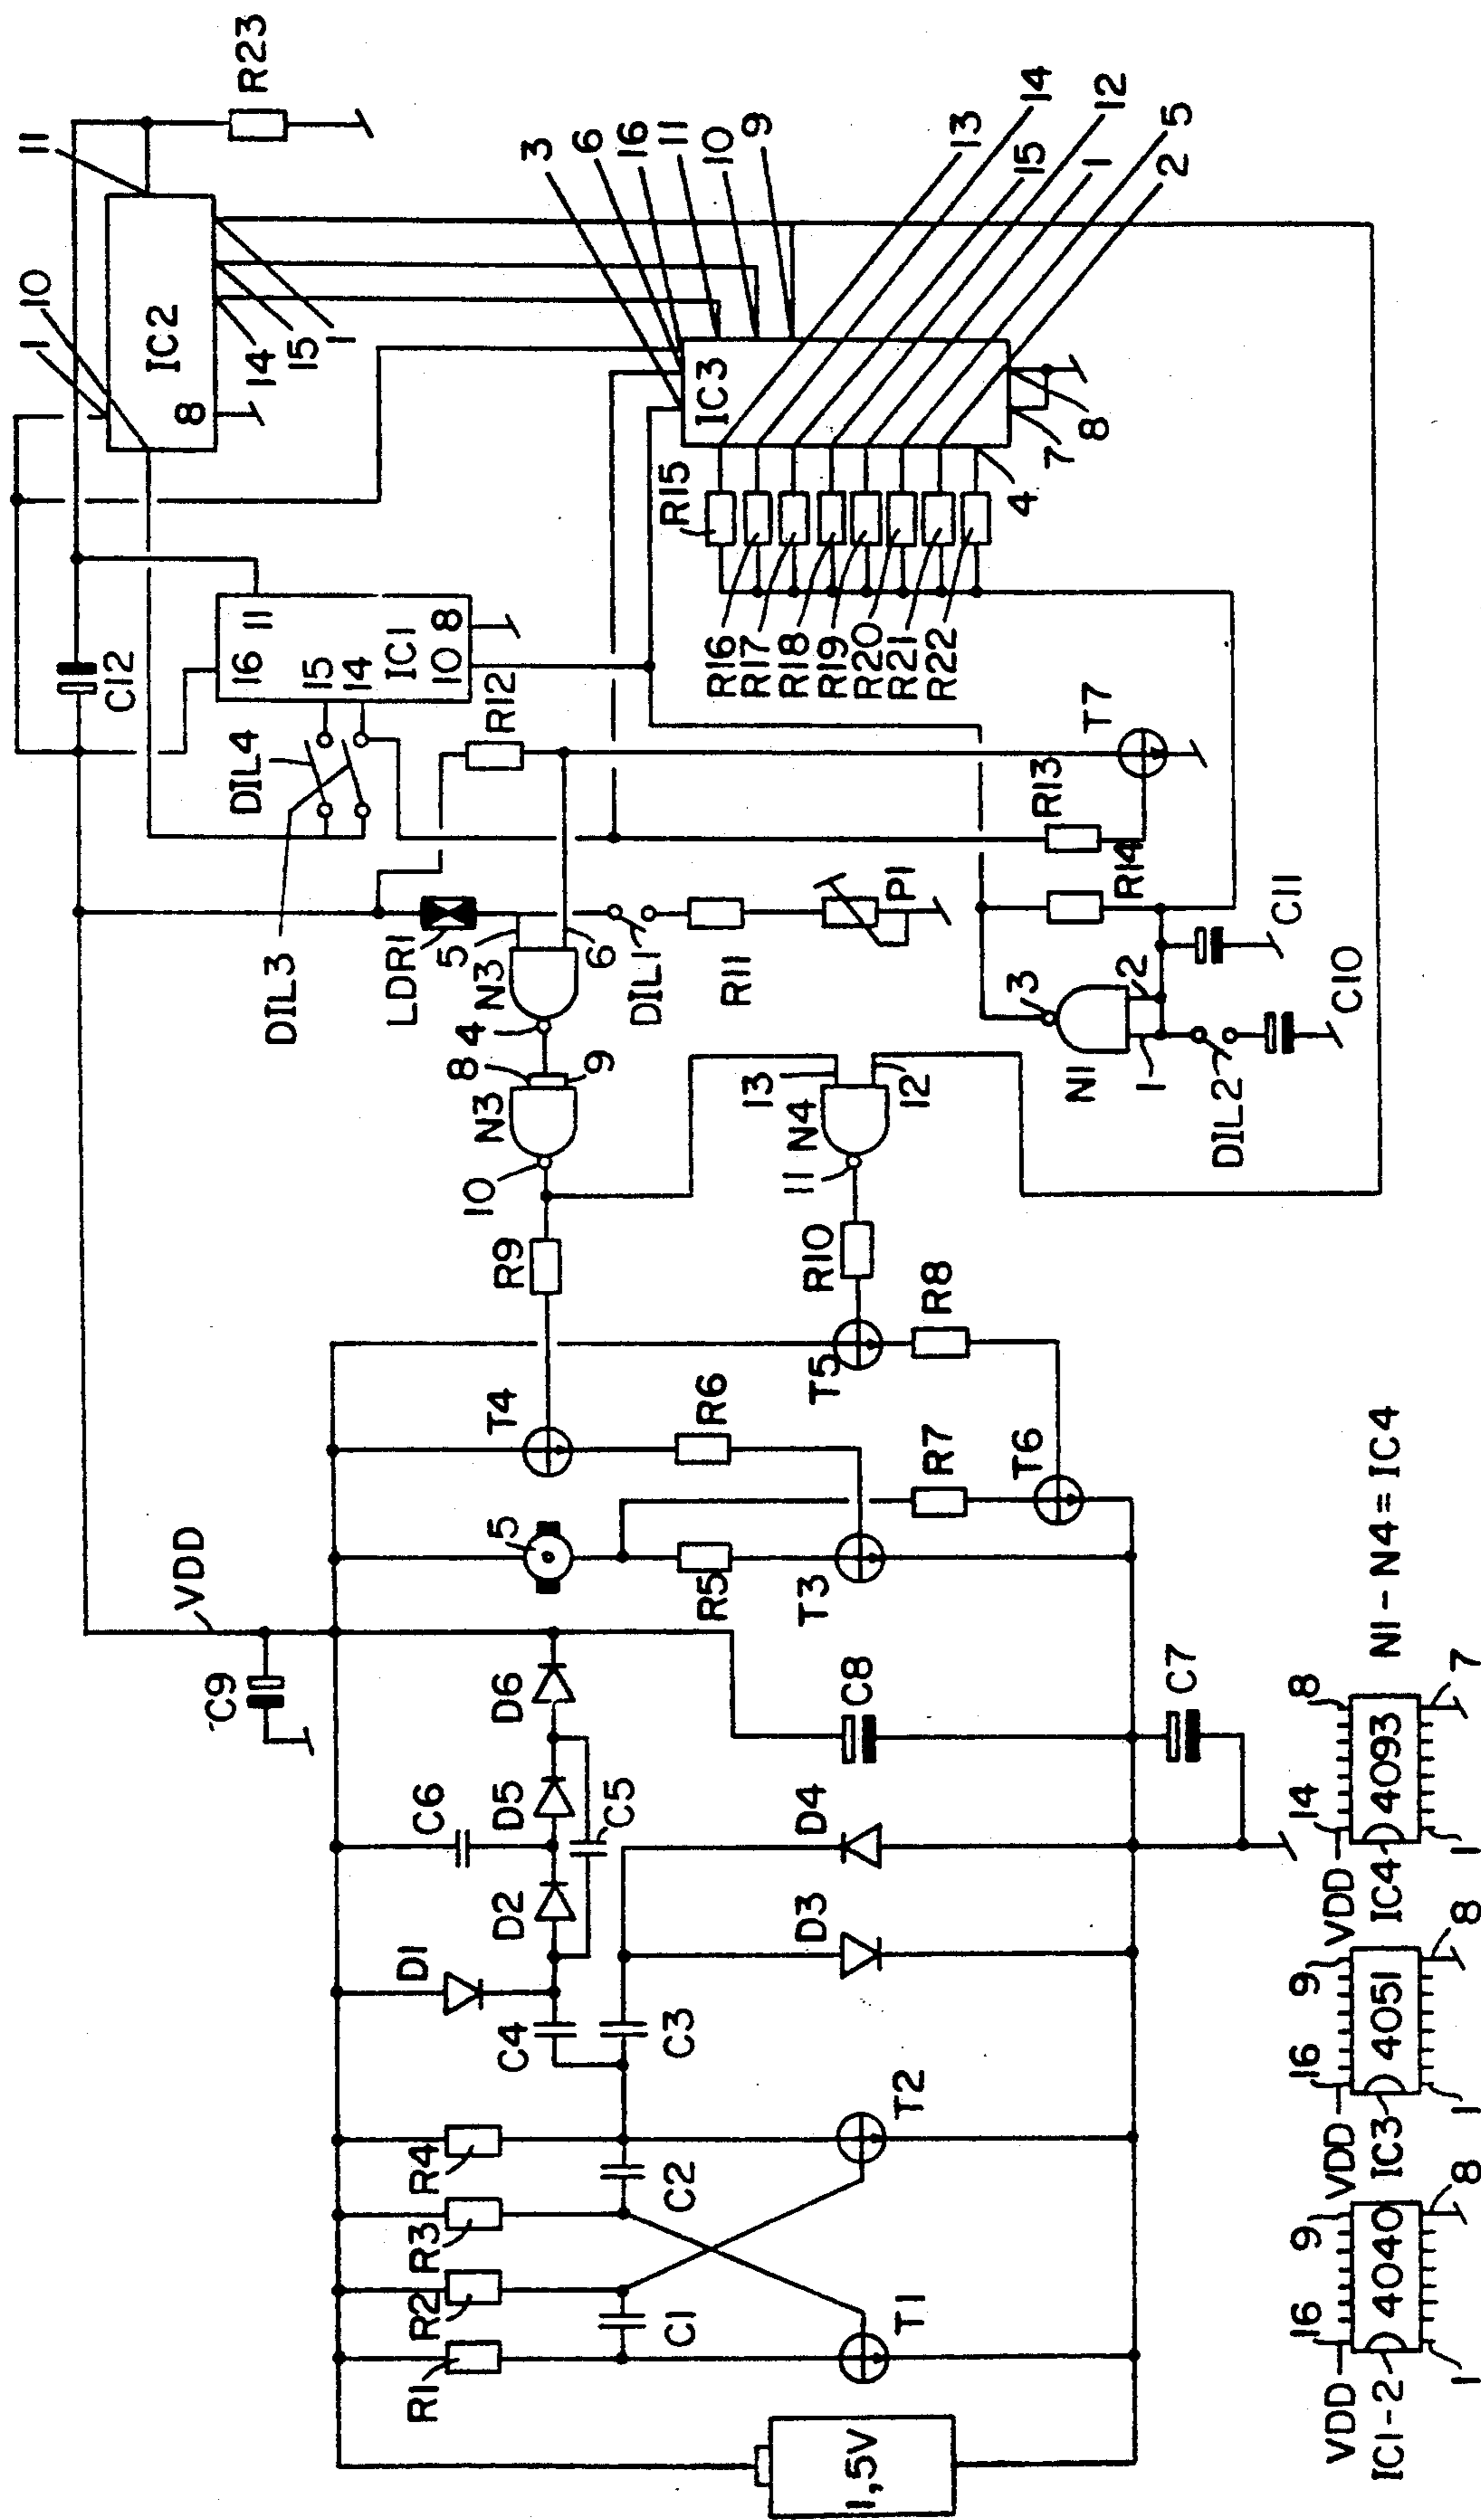 VDD
C9
C12
10
11
1
IC2
8
R23
16
11
15
14
IC1
10
8
14
15
1
DIL4
DIL3
R12
LDR1
5
N3
6
4
8
N3
9
10
DIL1
R11
P1
R9
T4
R6
5
R5
T3
R7
T6
T5
R8
R10
11
N4
13
12
3
6
16
11
10
9
IC3
13
14
15
12
1
5
2
7
8
4
R15
R16
R17
R18
R19
R20
R21
R22
T7
R13
R14
C11
3
2
N1
1
DIL2
C10
R1
R2
R3
R4
C1
C2
T1
T2
D1
C4
C3
D2
C6
D5
C5
D6
D3
D4
C8
C7
1,5V
VDD
16
9
4040
IC1-2
1
8
VDD
16
9
4051
IC3
1
8
VDD
14
8
4093
IC4
1
7
N1-N4=IC4